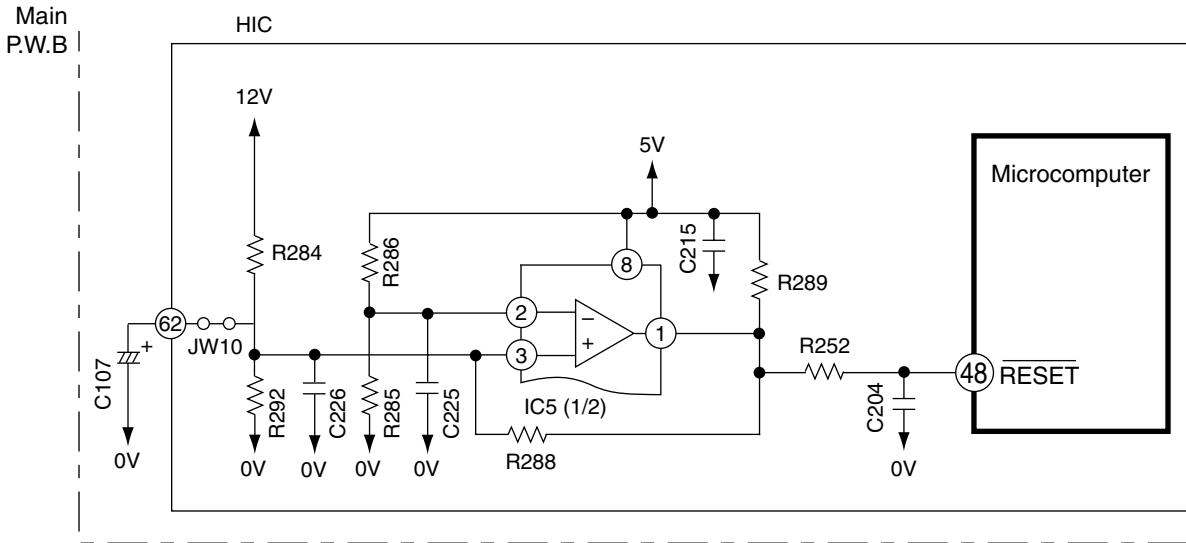 Main
P.W.B
HIC
12V
5V
Microcomputer
R284
R286
8
C215
R289
62
JW10
2
–
1
+
3
R252
48
RESET
C107
+
R292
C226
R285
C225
IC5 (1/2)
C204
R288
0V
0V
0V
0V
0V
0V